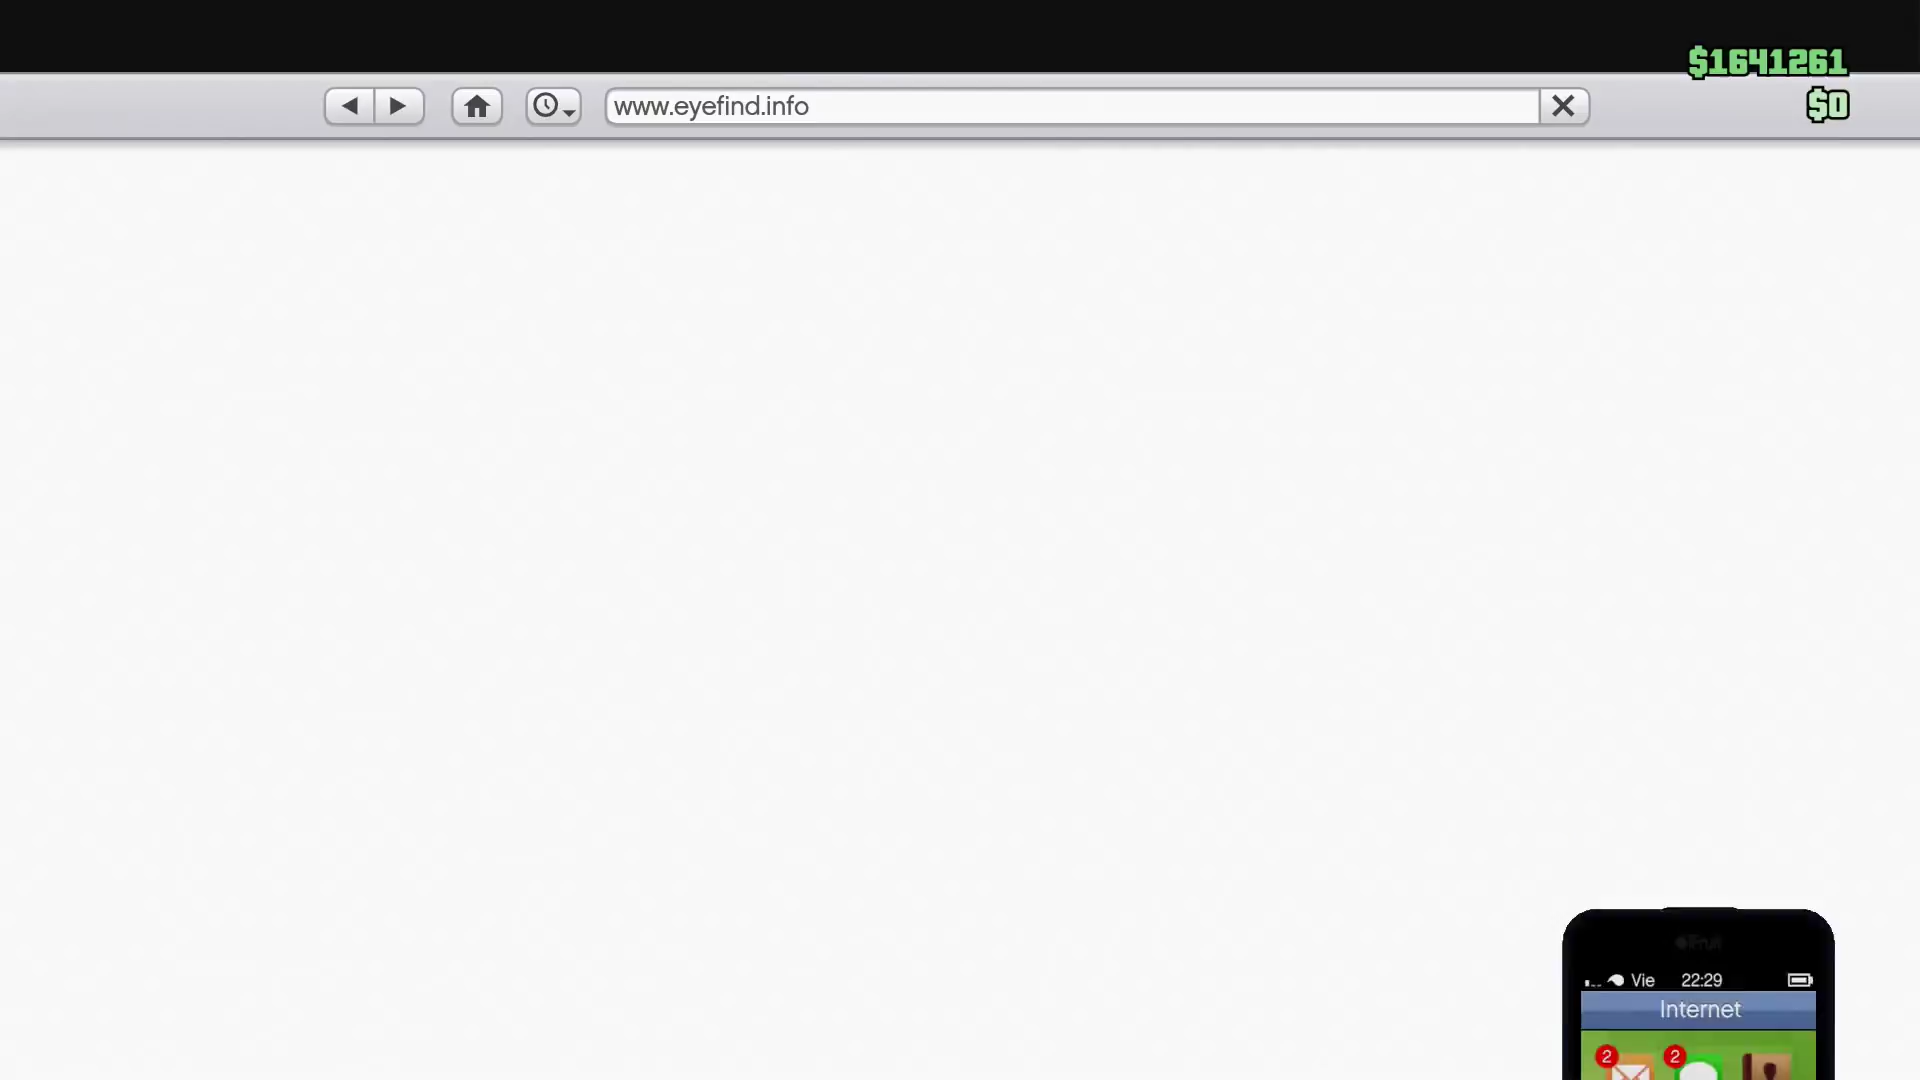 $1641261
www.eyefind.info
$0
Vie 22:29
Internet
2 2